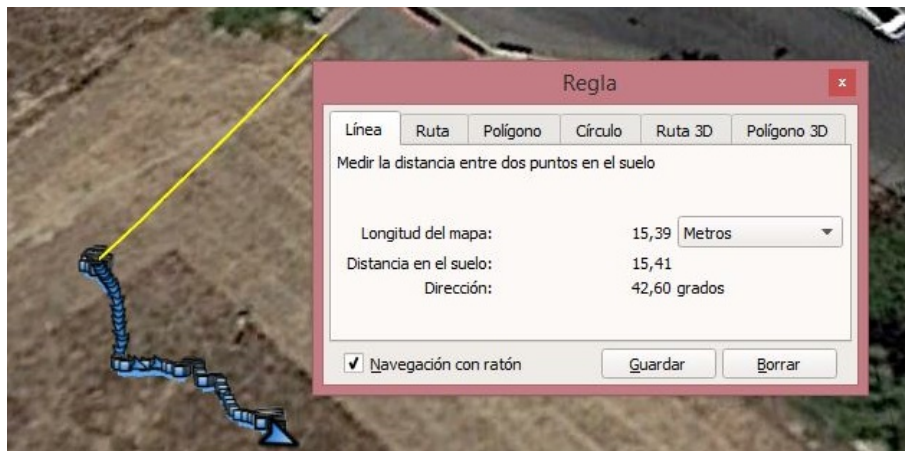 Regla
x
Línea Ruta Polígono Círculo Ruta 3D Polígono 3D
Medir la distancia entre dos puntos en el suelo
Longitud del mapa: 15,39 Metros
Distancia en el suelo: 15,41
Dirección: 42,60 grados
Navegación con ratón Guardar Borrar